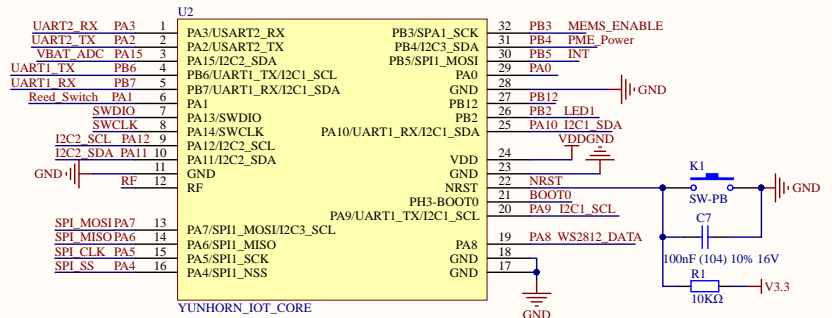 U2
UART2_RX PA3 1 PA3/USART2_RX
UART2_TX PA2 2 PA2/USART2_TX
VBAT_ADC PA15 3 PA15/I2C2_SDA
UART1_TX PB6 4 PB6/UART1_TX/I2C1_SCL
UART1_RX PB7 5 PB7/UART1_RX/I2C1_SDA
Reed_Switch PA1 6 PA1
SWDIO 7 PA13/SWDIO
SWCLK 8 PA14/SWCLK
I2C2_SCL PA12 9 PA12/I2C2_SCL
I2C2_SDA PA11 10 PA11/I2C2_SDA
GND 11 GND
RF 12 RF
SPI_MOSI PA7 13 PA7/SPI1_MOSI/I2C3_SCL
SPI_MISO PA6 14 PA6/SPI1_MISO
SPI_CLK PA5 15 PA5/SPI1_SCK
SPI_SS PA4 16 PA4/SPI1_NSS
PB3/SPA1_SCK 32 PB3 MEMS_ENABLE
PB4/I2C3_SDA 31 PB4 PME_Power
PB5/SPI1_MOSI 30 PB5 INT
PA0 29 PA0
GND 28 GND
PB12 27 PB12
PB2 26 PB2 LED1
PA10/UART1_RX/I2C1_SDA 25 PA10 I2C1_SDA
VDDGND
VDD 24
GND 23
NRST 22 NRST
PH3-BOOT0 21 BOOT0
PA9/UART1_TX/I2C1_SCL 20 PA9 I2C1_SCL
PA8 19 PA8 WS2812_DATA
GND 18
GND 17
GND
YUNHORN_IOT_CORE
K1
SW-PB
GND
C7
100nF (104) 10% 16V
R1
10KΩ
V3.3